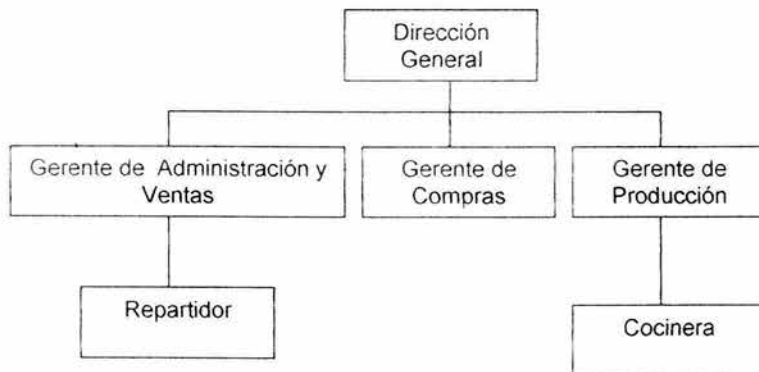 Dirección
General
Gerente de Administración y
Ventas
Gerente de
Compras
Gerente de
Producción
Repartidor
Cocinera